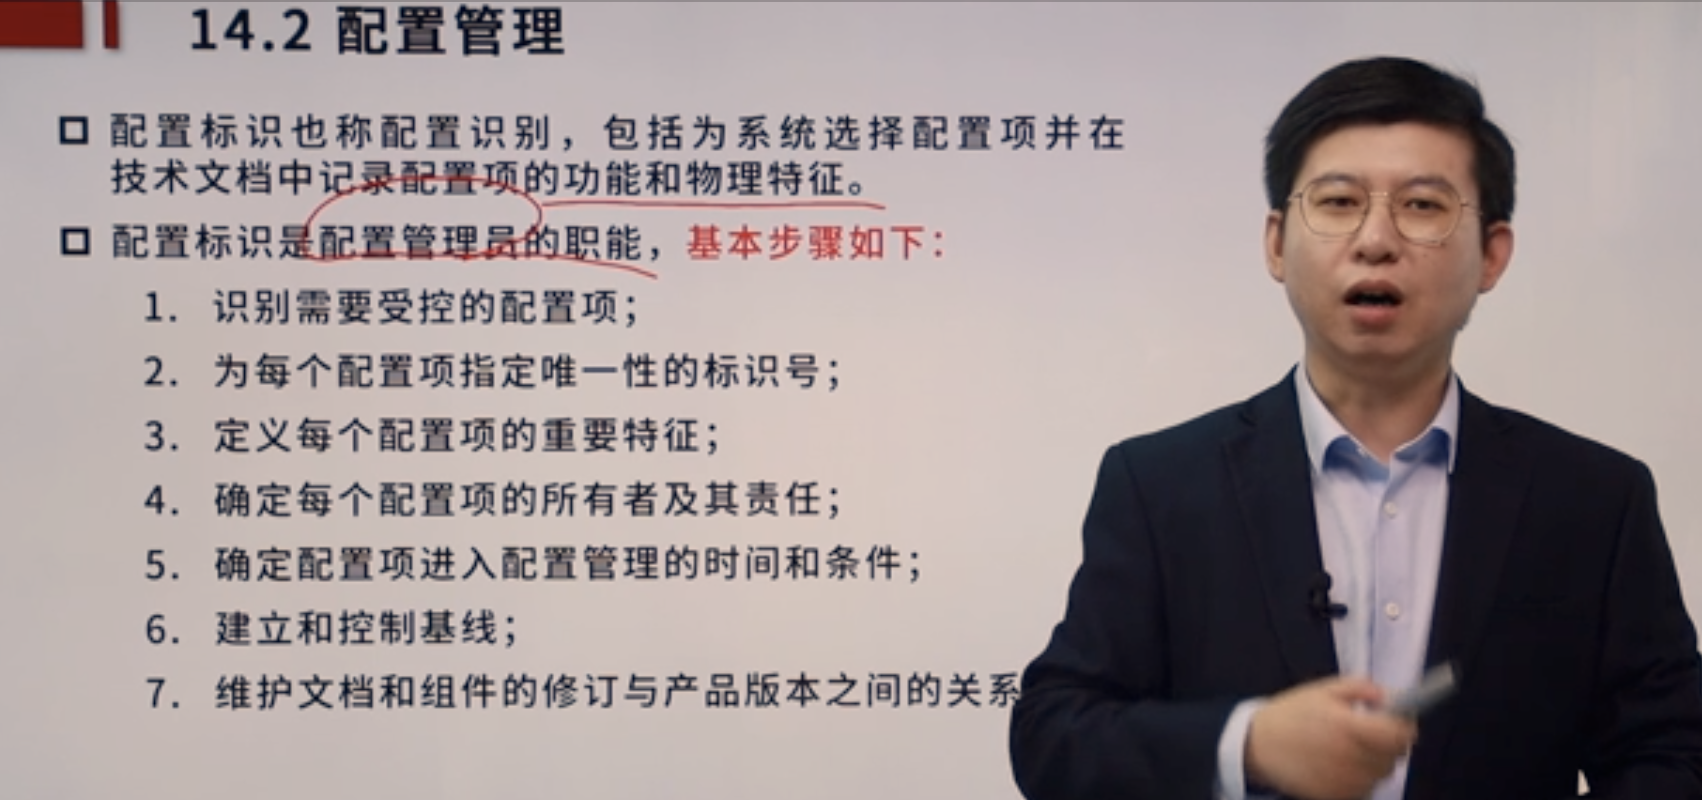 14.2 配置管理
配置标识也称配置识别，包括为系统选择配置项并在
技术文档中记录配置项的功能和物理特征。
配置标识是配置管理员的职能，基本步骤如下：
1. 识别需要受控的配置项；
2. 为每个配置项指定唯一性的标识号；
3. 定义每个配置项的重要特征；
4. 确定每个配置项的所有者及其责任；
5. 确定配置项进入配置管理的时间和条件；
6. 建立和控制基线；
7. 维护文档和组件的修订与产品版本之间的关系